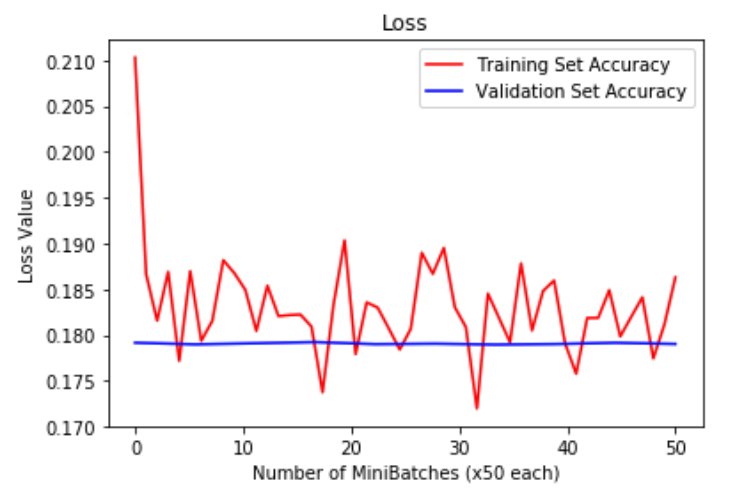 Loss
Training Set Accuracy
Validation Set Accuracy
0.210
0.205
0.200
0.195
0.190
0.185
0.180
0.175
0.170
Loss Value
0 10 20 30 40 50
Number of MiniBatches (x50 each)